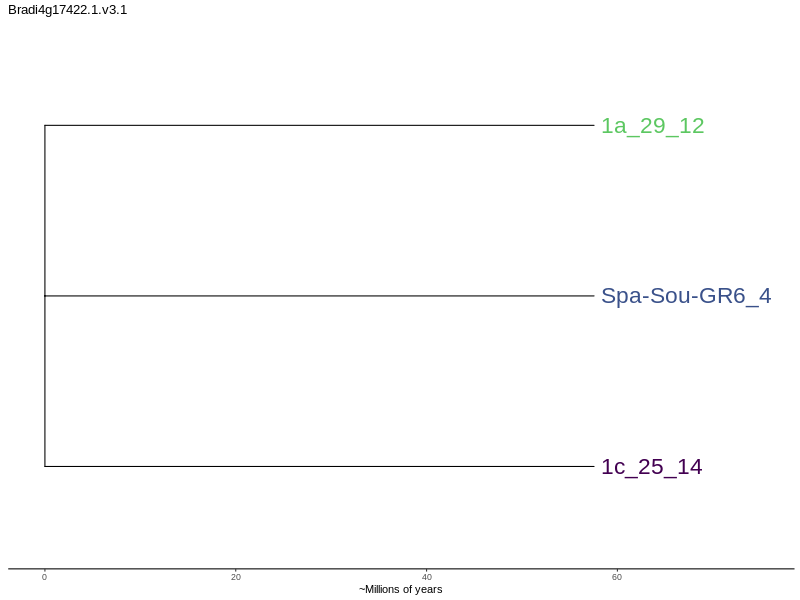 Bradi4g17422.1.v3.1
1a_29_12
Spa-Sou-GR6_4
1c_25_14
0 20 40 60
~Millions of years